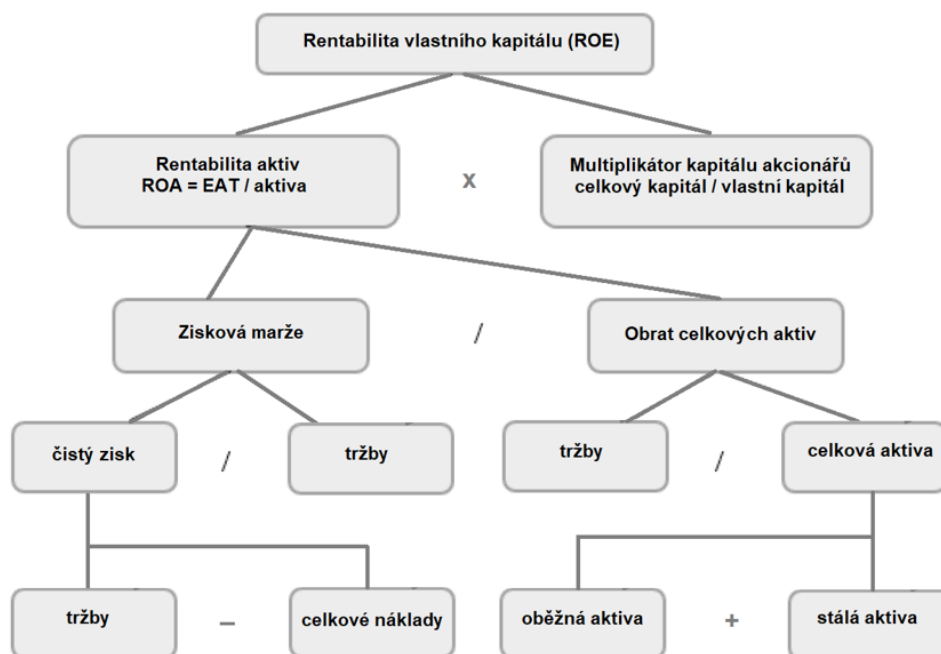 Rentabilita vlastního kapitálu (ROE)
Rentabilita aktiv
ROA = EAT / aktiva
x
Multiplikátor kapitálu akcionářů
celkový kapitál / vlastní kapitál
Zisková marže
/
Obrat celkových aktiv
čistý zisk
/
tržby
tržby
/
celková aktiva
tržby
–
celkové náklady
oběžná aktiva
+
stálá aktiva